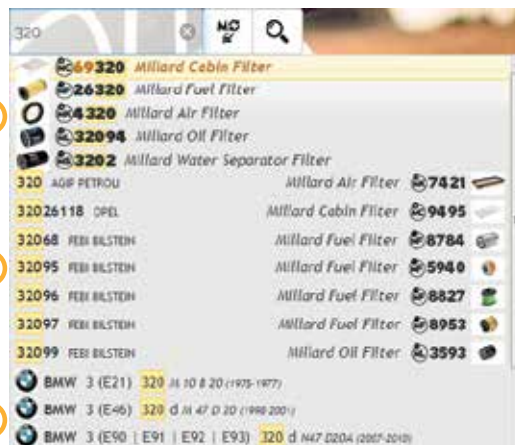 320
69320 Millard Cabin Filter
26320 Millard Fuel Filter
4320 Millard Air Filter
32094 Millard Oil Filter
3202 Millard Water Separator Filter
320 AGIP PETROLI Millard Air Filter 7421
32026118 OPEL Millard Cabin Filter 9495
32068 FEBI BILSTEIN Millard Fuel Filter 8784
32095 FEBI BILSTEIN Millard Fuel Filter 5940
32096 FEBI BILSTEIN Millard Fuel Filter 8827
32097 FEBI BILSTEIN Millard Fuel Filter 8953
32099 FEBI BILSTEIN Millard Oil Filter 3593
BMW 3 (E21) 320 M 10 B 20 (1975-1977)
BMW 3 (E46) 320 d M 47 D 20 (1998-2001)
BMW 3 (E90 | E91 | E92 | E93) 320 d N47 D20A (2007-2010)